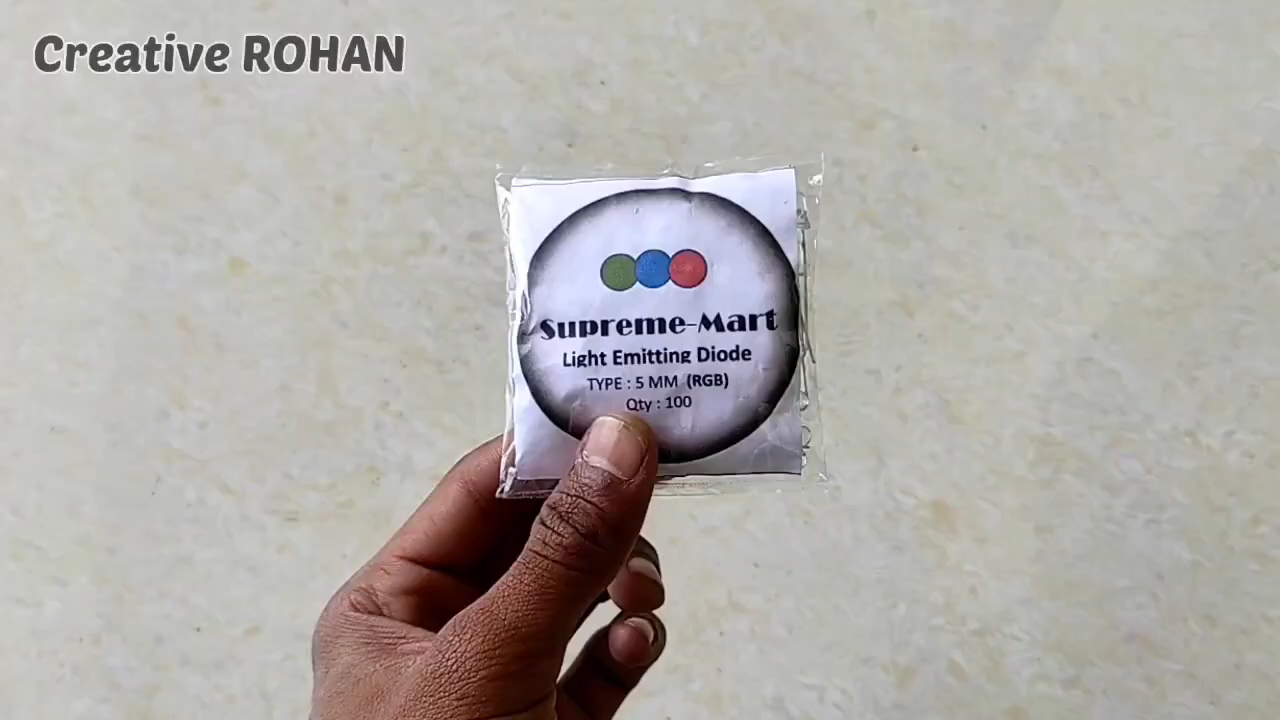 Creative ROHAN
Supreme-Mart
Light Emitting Diode
TYPE : 5 MM (RGB)
Qty : 100